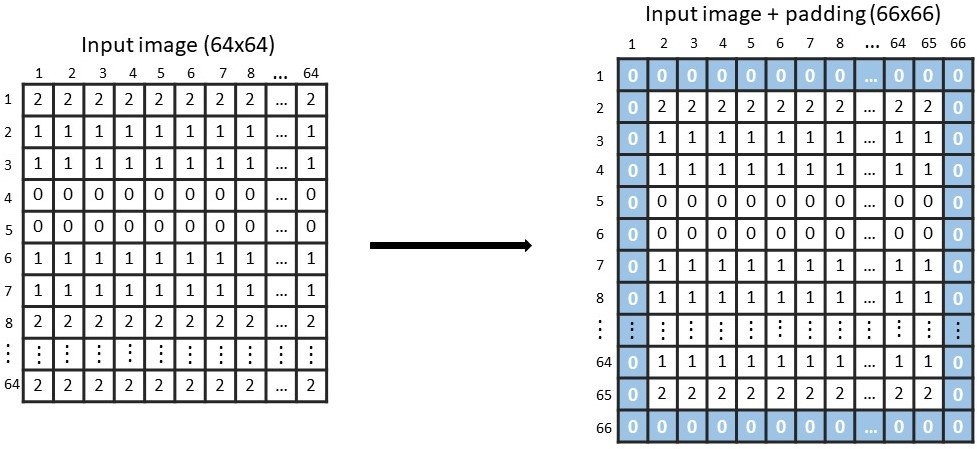 Input image (64x64)
1 2 3 4 5 6 7 8 ... 64
1 2 2 2 2 2 2 2 2 ... 2
2 1 1 1 1 1 1 1 1 ... 1
3 1 1 1 1 1 1 1 1 ... 1
4 0 0 0 0 0 0 0 0 ... 0
5 0 0 0 0 0 0 0 0 ... 0
6 1 1 1 1 1 1 1 1 ... 1
7 1 1 1 1 1 1 1 1 ... 1
8 2 2 2 2 2 2 2 2 ... 2
⋮ ⋮ ⋮ ⋮ ⋮ ⋮ ⋮ ⋮ ⋮ ⋮ ⋮
64 2 2 2 2 2 2 2 2 ... 2
Input image + padding (66x66)
1 2 3 4 5 6 7 8 ... 64 65 66
1 0 0 0 0 0 0 0 0 ... 0 0 0
2 0 2 2 2 2 2 2 2 ... 2 2 0
3 0 1 1 1 1 1 1 1 ... 1 1 0
4 0 1 1 1 1 1 1 1 ... 1 1 0
5 0 0 0 0 0 0 0 0 ... 0 0 0
6 0 0 0 0 0 0 0 0 ... 0 0 0
7 0 1 1 1 1 1 1 1 ... 1 1 0
8 0 1 1 1 1 1 1 1 ... 1 1 0
⋮ ⋮ ⋮ ⋮ ⋮ ⋮ ⋮ ⋮ ⋮ ⋮ ⋮ ⋮ ⋮
64 0 1 1 1 1 1 1 1 ... 1 1 0
65 0 2 2 2 2 2 2 2 ... 2 2 0
66 0 0 0 0 0 0 0 0 ... 0 0 0